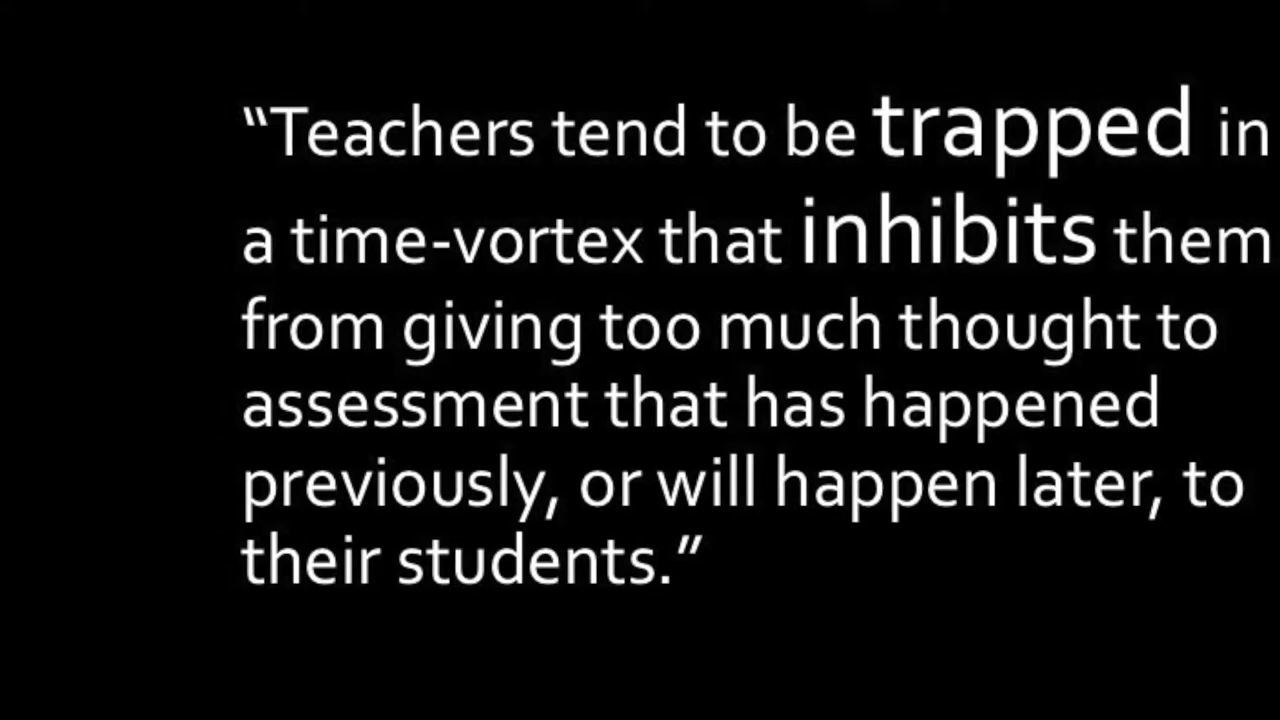 “Teachers tend to be trapped in
a time-vortex that inhibits them
from giving too much thought to
assessment that has happened
previously, or will happen later, to
their students.”